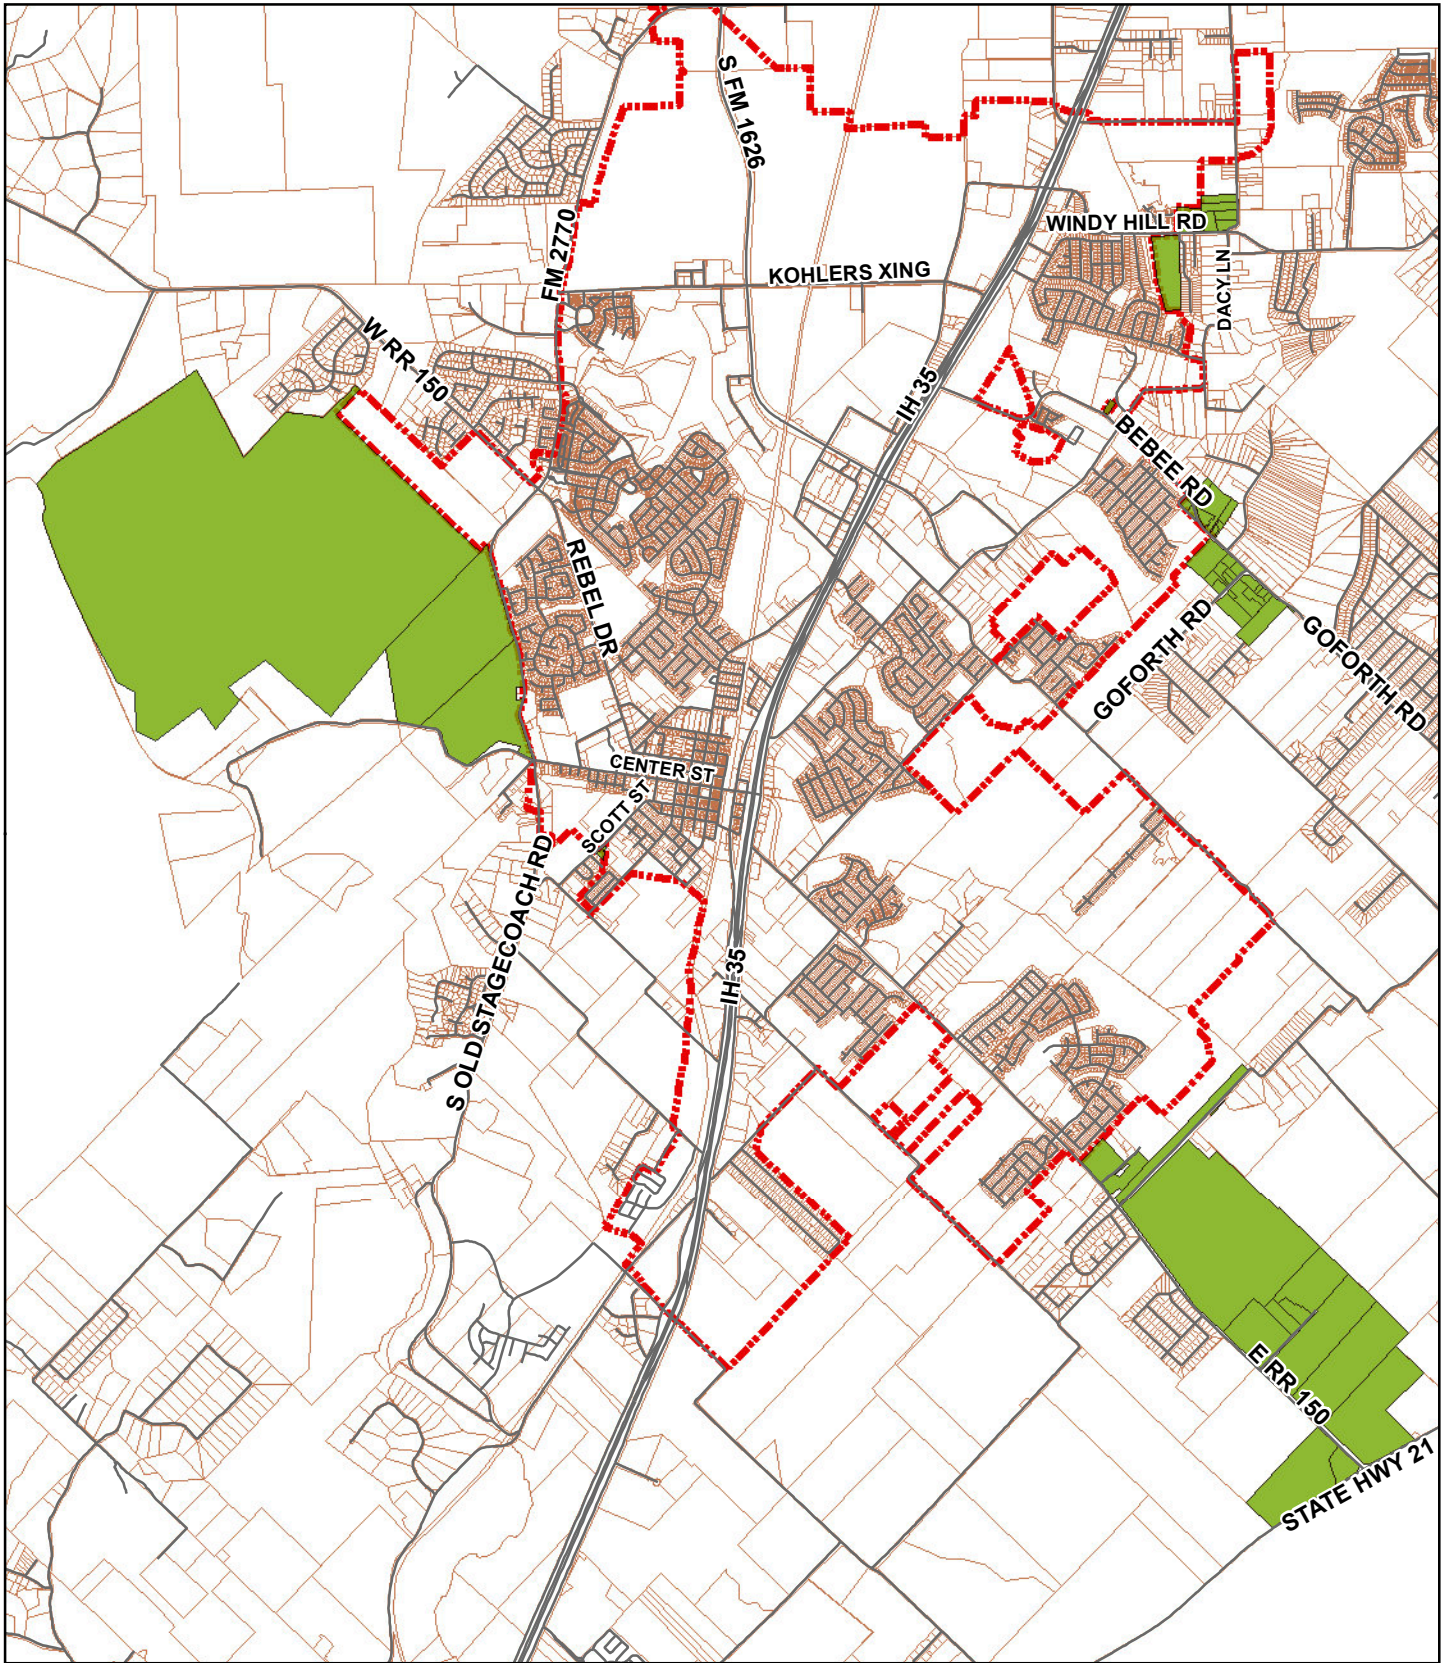 S FM 1626
FM 2770
WINDY HILL RD
KOHLERS XING
DACY LN
W RR 150
IH 35
BEBEE RD
REBEL DR
GOFORTH RD
GOFORTH RD
CENTER ST
SCOTT ST
S OLD STAGECOACH RD
IH 35
E RR 150
STATE HWY 21